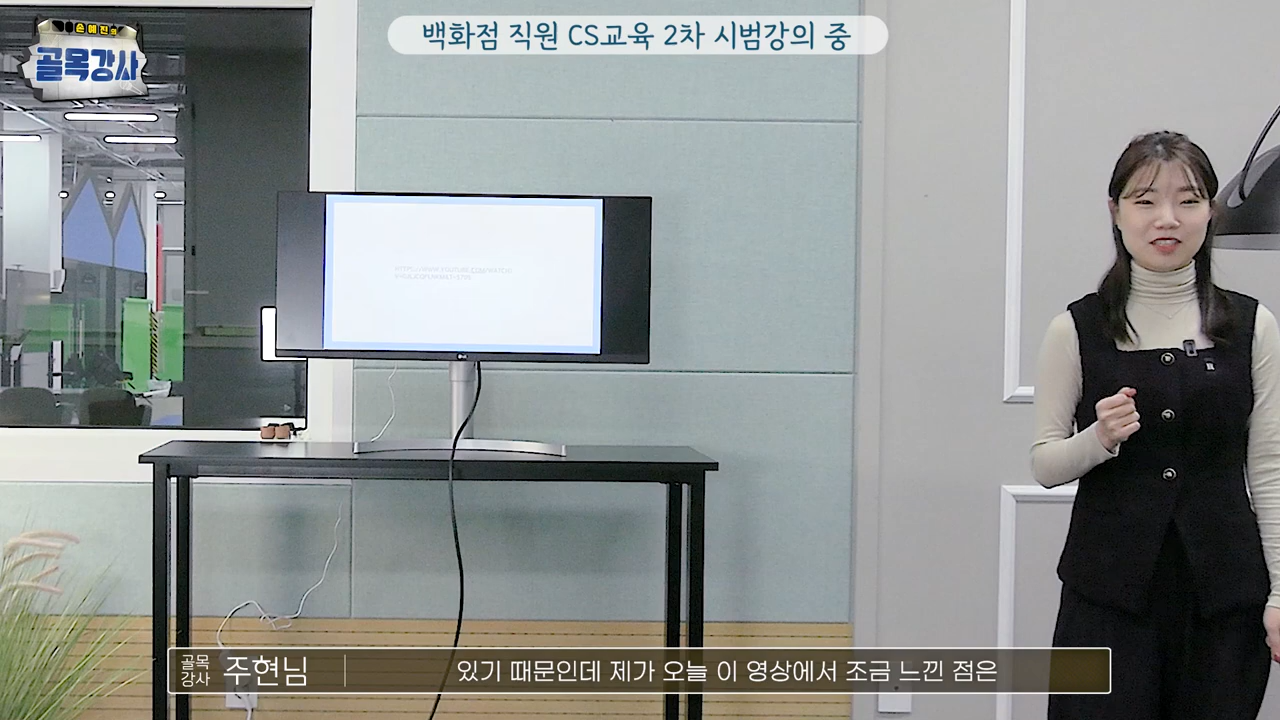 손예진의
골목강사
백화점 직원 CS교육 2차 시범강의 중
LG
골목
강사
주현님
있기 때문인데 제가 오늘 이 영상에서 조금 느낀 점은